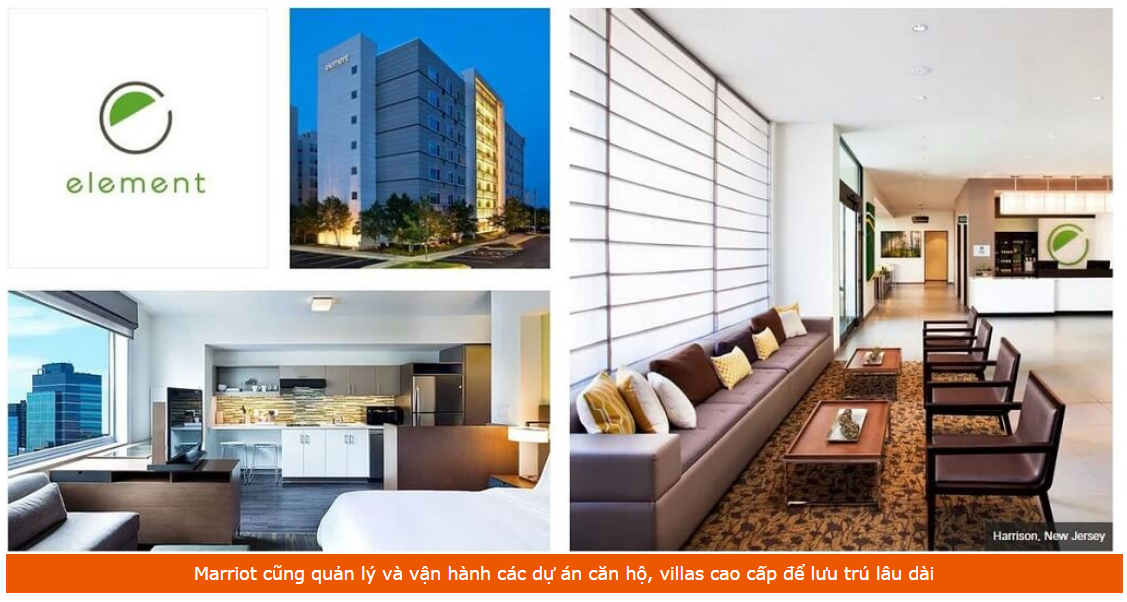 element
element
Harrison, New Jersey
Marriot cũng quản lý và vận hành các dự án căn hộ, villas cao cấp để lưu trú lâu dài